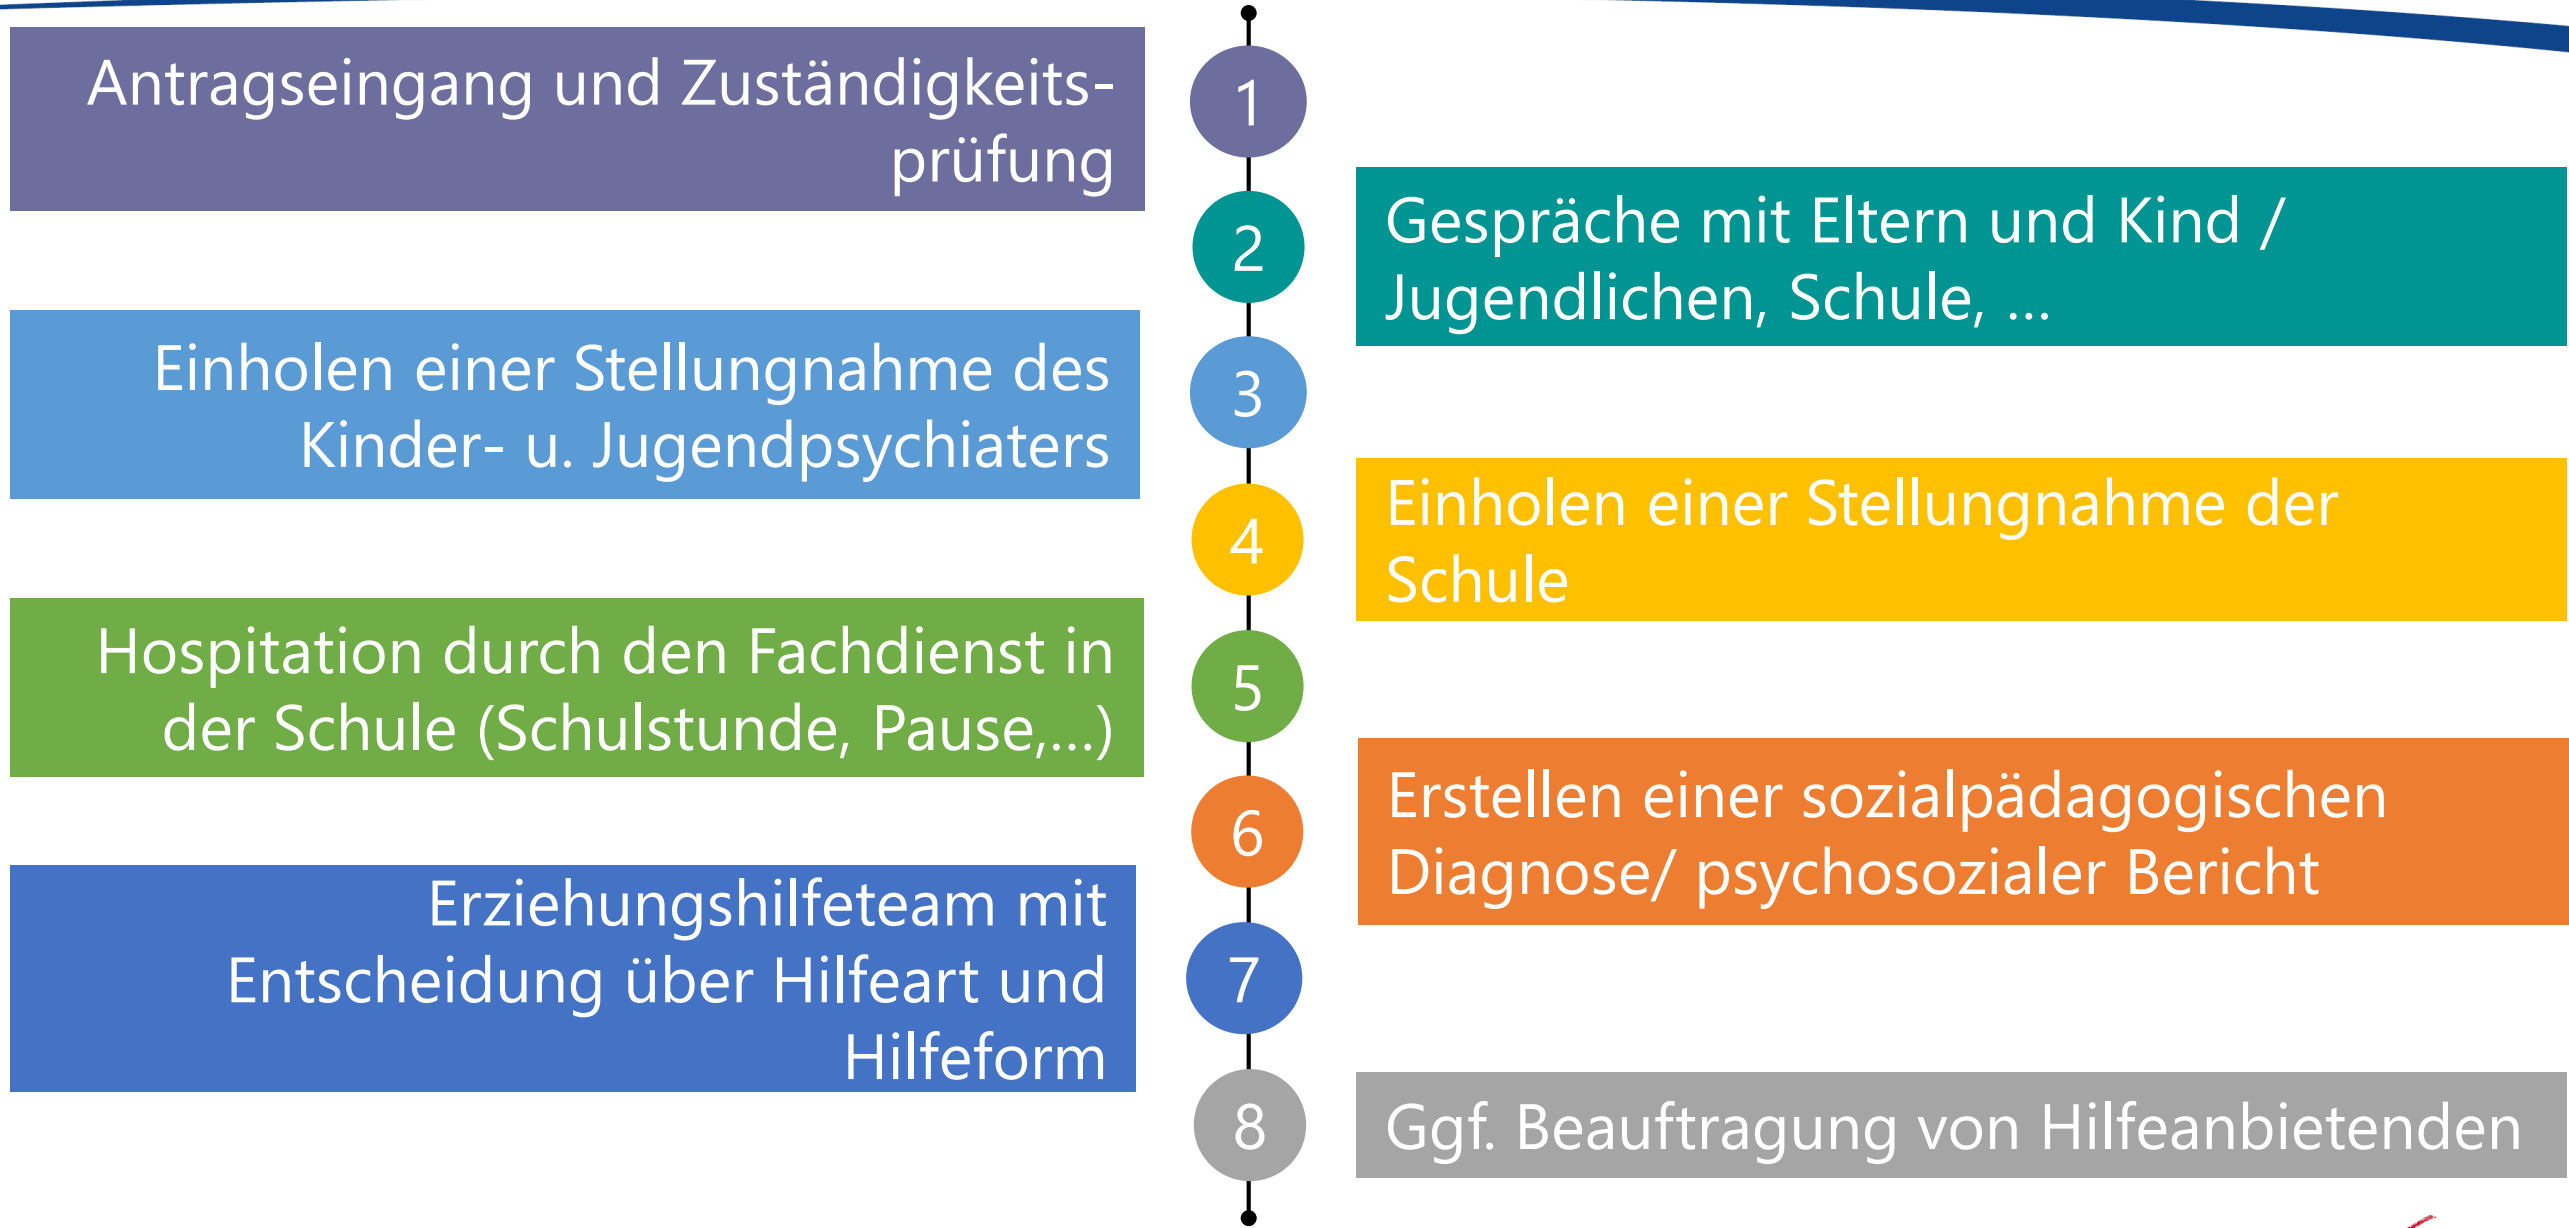 1
Antragseingang und Zuständigkeits-
prüfung
2
Gespräche mit Eltern und Kind /
Jugendlichen, Schule, ...
3
Einholen einer Stellungnahme des
Kinder- u. Jugendpsychiaters
4
Einholen einer Stellungnahme der
Schule
5
Hospitation durch den Fachdienst in
der Schule (Schulstunde, Pause,...)
6
Erstellen einer sozialpädagogischen
Diagnose/ psychosozialer Bericht
7
Erziehungshilfeteam mit
Entscheidung über Hilfeart und
Hilfeform
8
Ggf. Beauftragung von Hilfeanbietenden